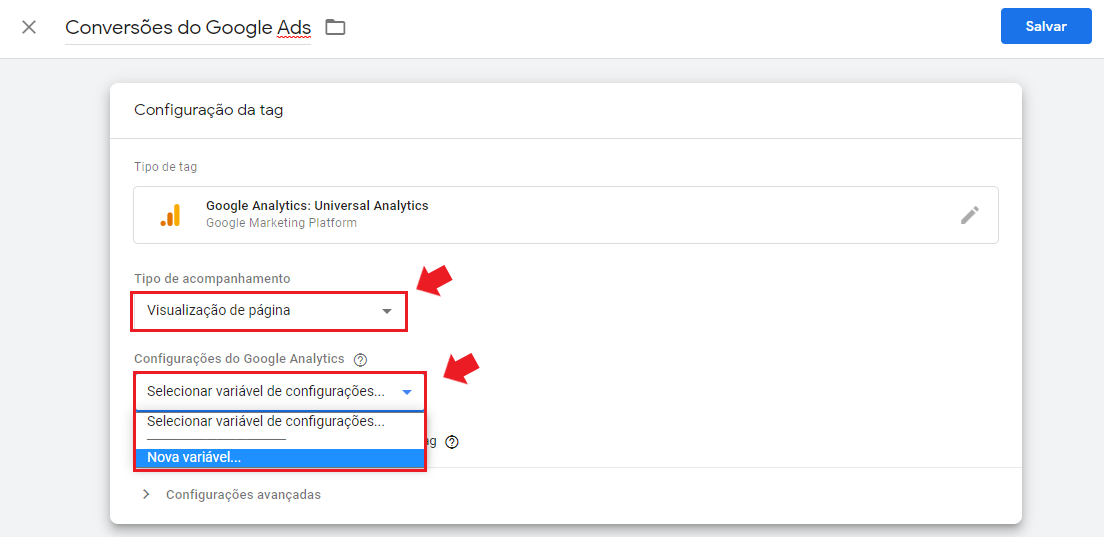 Conversões do Google Ads
Salvar
Configuração da tag
Tipo de tag
Google Analytics: Universal Analytics
Google Marketing Platform
Tipo de acompanhamento
Visualização de página
Configurações do Google Analytics
Selecionar variável de configurações...
Selecionar variável de configurações...
ag
Nova variável...
Configurações avançadas